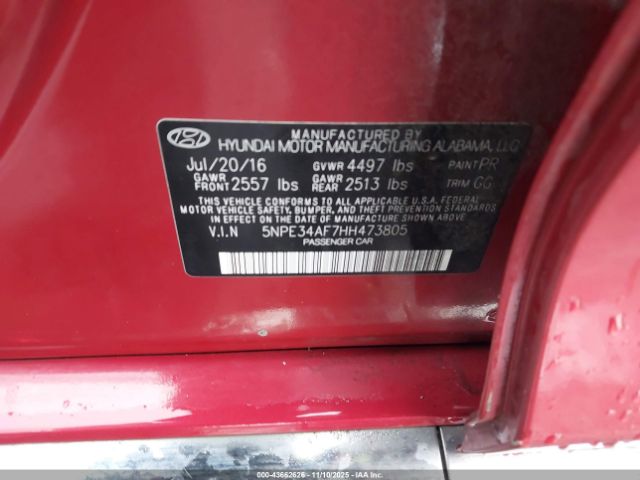 MANUFACTURED BY
HYUNDAI MOTOR MANUFACTURING ALABAMA, LLC
Jul/20/16 GVWR 4497 lbs PAINT PR
GAWR FRONT 2557 lbs GAWR REAR 2513 lbs TRIM GG
THIS VEHICLE CONFORMS TO ALL APPLICABLE U.S.A. FEDERAL
MOTOR VEHICLE SAFETY, BUMPER, AND THEFT PREVENTION STANDARDS
IN EFFECT ON THE DATE OF MANUFACTURE SHOWN ABOVE.
V.I.N 5NPE34AF7HH473805
PASSENGER CAR
© IAA - OWNER - 43662626 - 11/10/2025 - IAA, INC.